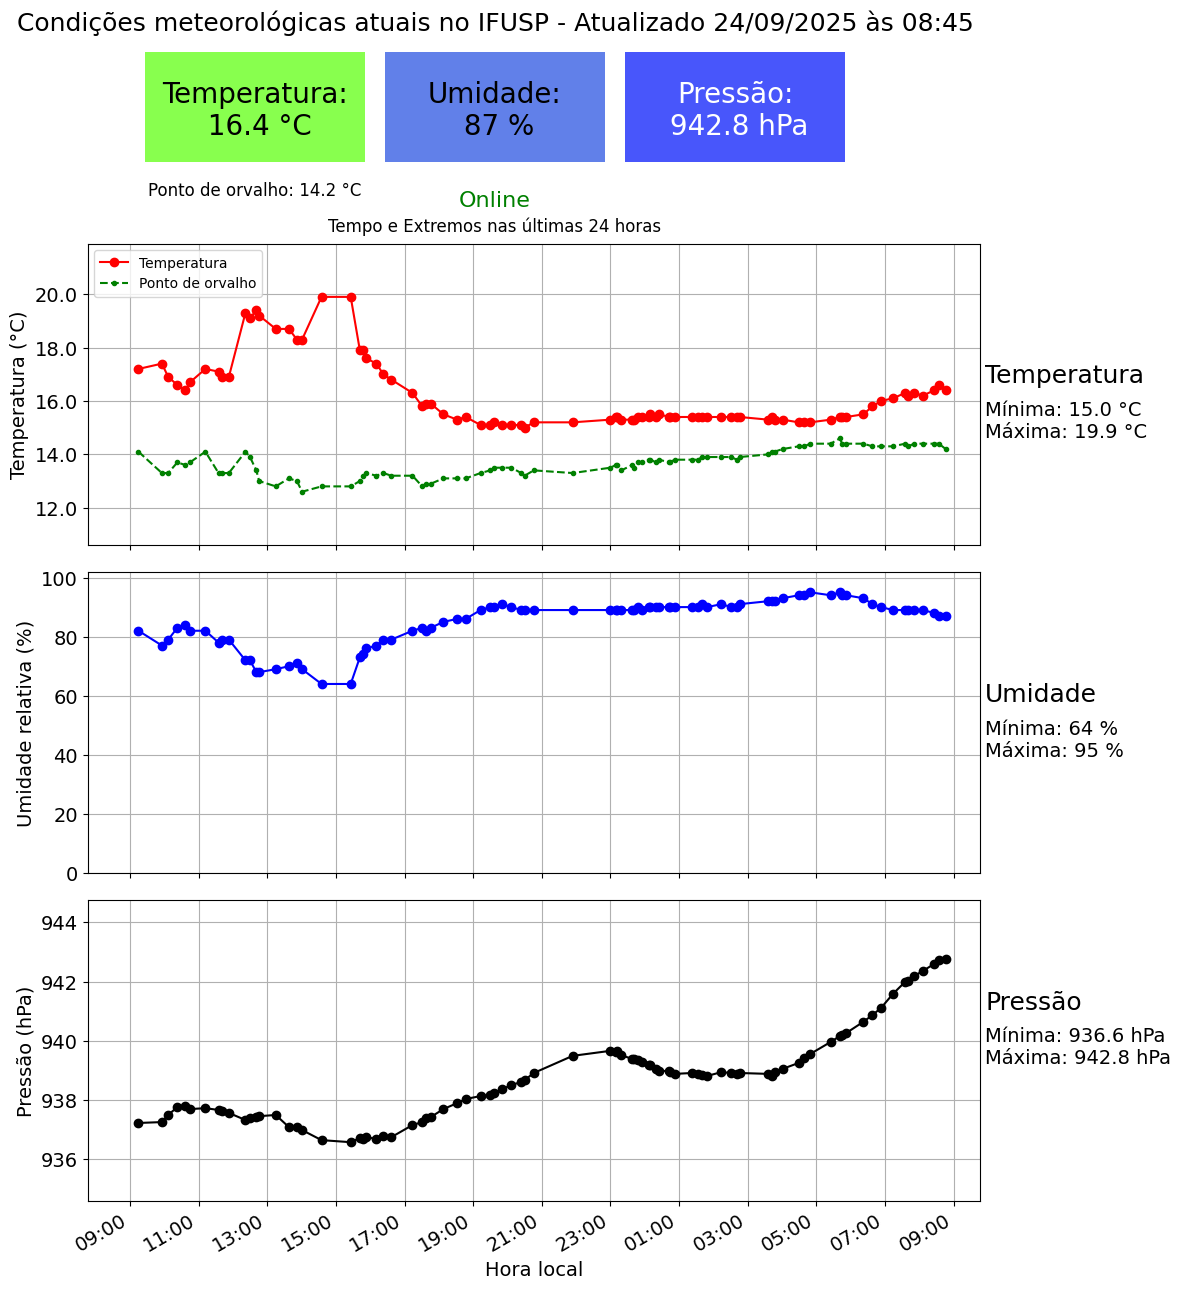 Condições meteorológicas atuais no IFUSP - Atualizado 24/09/2025 às 08:45
Temperatura:
16.4 °C
Umidade:
87 %
Pressão:
942.8 hPa
Ponto de orvalho: 14.2 °C
Online
Tempo e Extremos nas últimas 24 horas
Temperatura
Ponto de orvalho
Temperatura (°C)
20.0
18.0
16.0
14.0
12.0
Temperatura
Mínima: 15.0 °C
Máxima: 19.9 °C
Umidade relativa (%)
100
80
60
40
20
0
Umidade
Mínima: 64 %
Máxima: 95 %
Pressão (hPa)
944
942
940
938
936
Pressão
Mínima: 936.6 hPa
Máxima: 942.8 hPa
09:00 11:00 13:00 15:00 17:00 19:00 21:00 23:00 01:00 03:00 05:00 07:00 09:00
Hora local